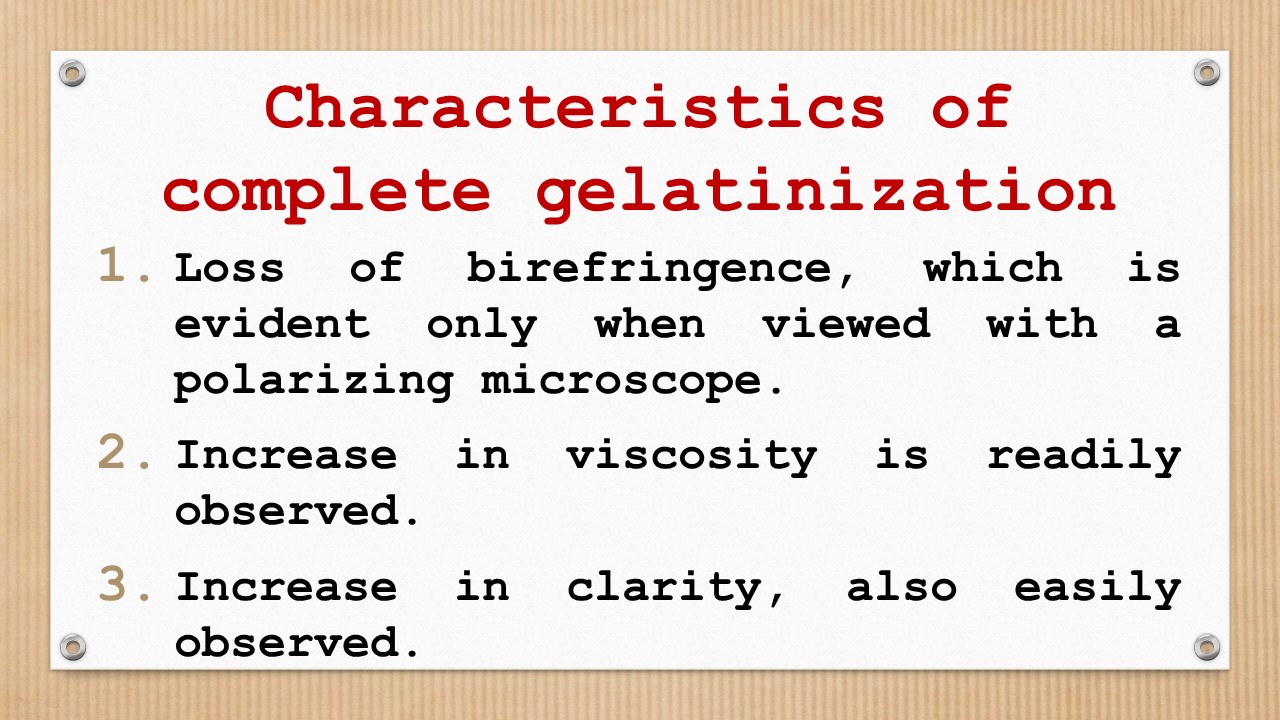 Characteristics of
complete gelatinization
1. Loss of birefringence, which is
evident only when viewed with a
polarizing microscope.
2. Increase in viscosity is readily
observed.
3. Increase in clarity, also easily
observed.